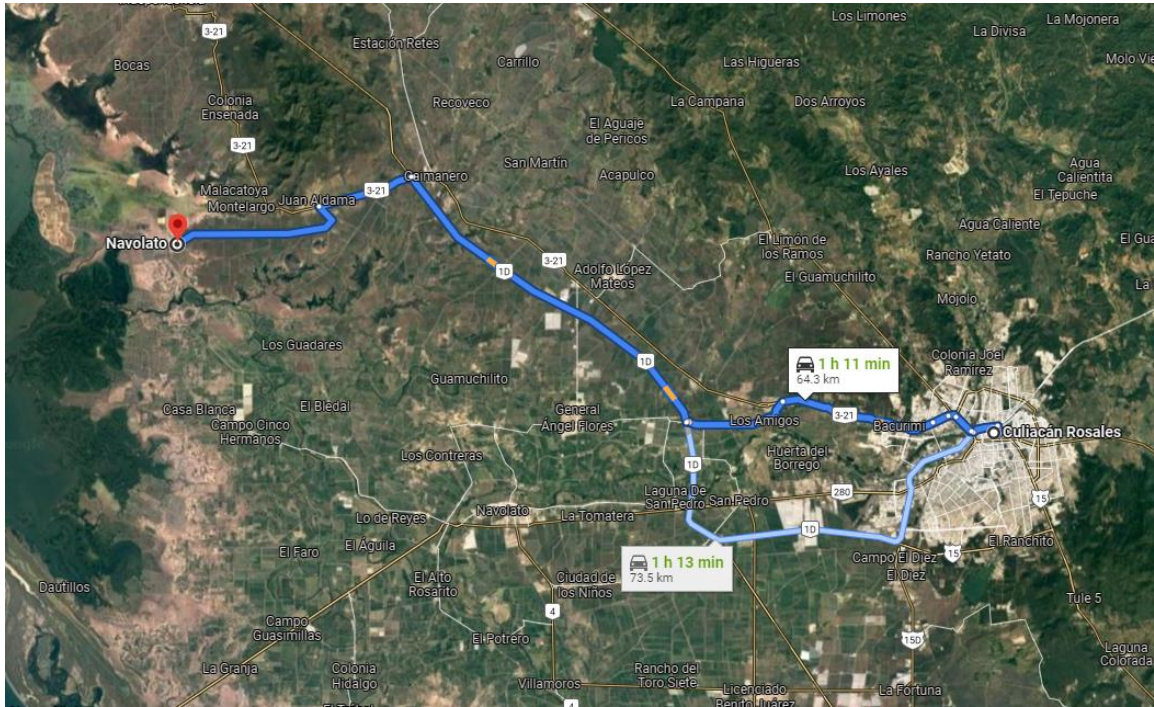 Los Limones
La Mojonera
3-21
La Divisa
Estación Retes
Carrillo
Las Higueras
Molo Vie
Bocas
Colonia
Ensenada
Recoveco
La Campana
Dos Arroyos
El Aguaje
de Pericos
3-21
San Martin
Acapulco
Los Ayales
Agua
Calientita
Caimanero
3-21
El Tepuche
Malacatoya
Montelargo
Juan Aldama
Agua Caliente
Navolato
El Limón de
los Ramos
El Gua
Rancho Yetato
3-21
1D
Adolfo López
Mateos
El Guamuchilito
La
Mojolo
Los Guadares
1D
1 h 11 min
64.3 km
Colonia Joel
Ramírez
Guamuchilito
Casa Blanca
El Bledal
General
Ángel Flores
Los Amigos
3-21
Campo Cinco
Hermanos
Bacurimí
Culiacán Rosales
Los Contreras
1D
Huerta del
Borrego
Laguna De
San Pedro
San Pedro
280
15
Lo de Reyes
Navolato
La Tomatera
1D
El Ranchito
El Faro
El Águila
15
1 h 13 min
73.5 km
Campo El Diez
El Diez
Dautillos
El Alto
Rosarito
Ciudad de
los Niños
Tule 5
4
Campo
Guasimillas
El Potrero
15D
Laguna
Colorada
La Granja
Colonia
Hidalgo
Rancho del
Toro Siete
Villamoros
Licenciado
Benito Juárez
La Fortuna
4